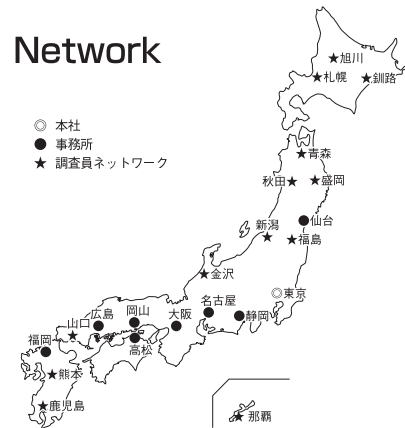 Network
◎ 本社
● 事務所
★ 調査員ネットワーク
旭川
札幌
釧路
青森
秋田
盛岡
仙台
新潟
福島
金沢
東京
名古屋
静岡
大阪
岡山
広島
山口
高松
福岡
熊本
鹿児島
那覇